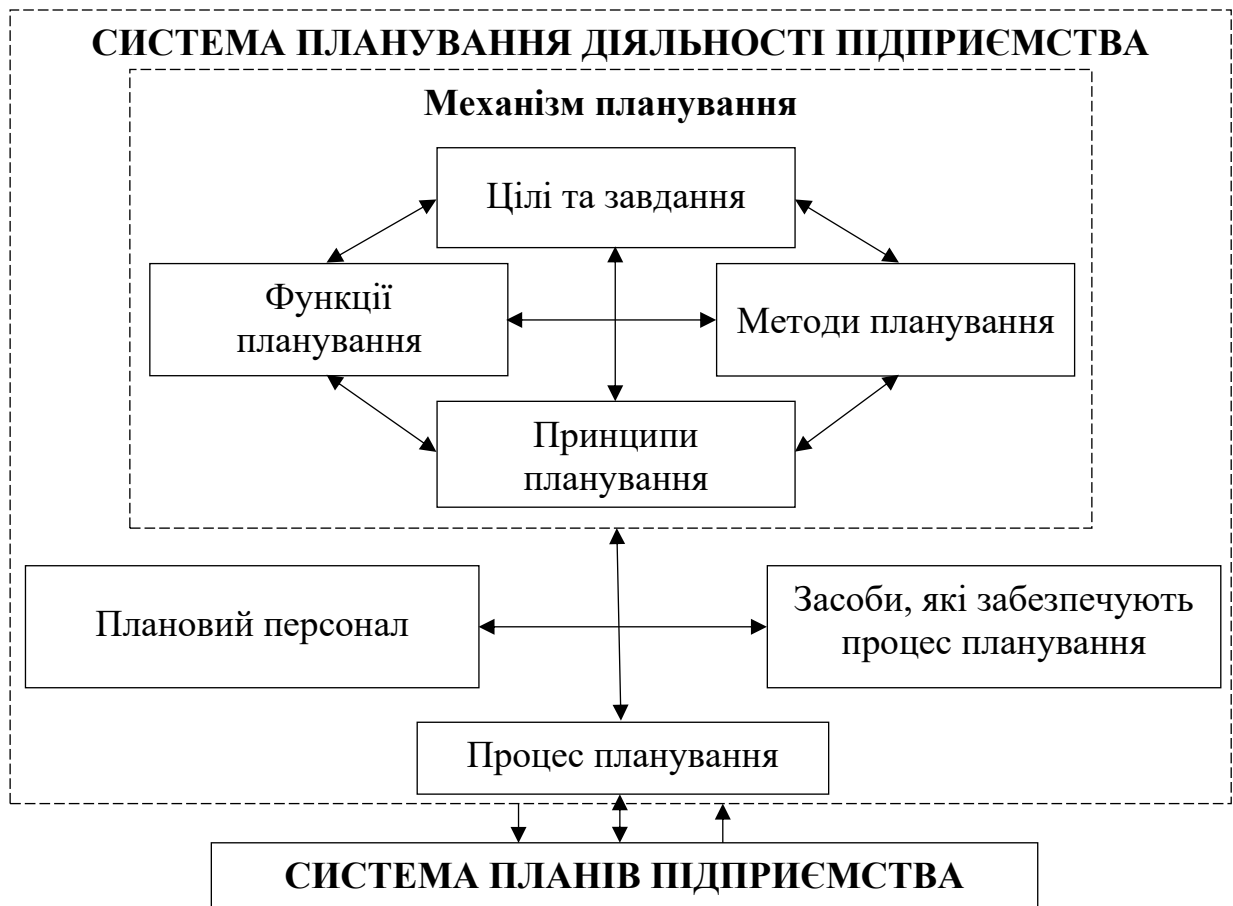 СИСТЕМА ПЛАНУВАННЯ ДІЯЛЬНОСТІ ПІДПРИЄМСТВА
Механізм планування
Цілі та завдання
Функції
планування
Методи планування
Принципи
планування
Плановий персонал
Засоби, які забезпечують
процес планування
Процес планування
СИСТЕМА ПЛАНІВ ПІДПРИЄМСТВА